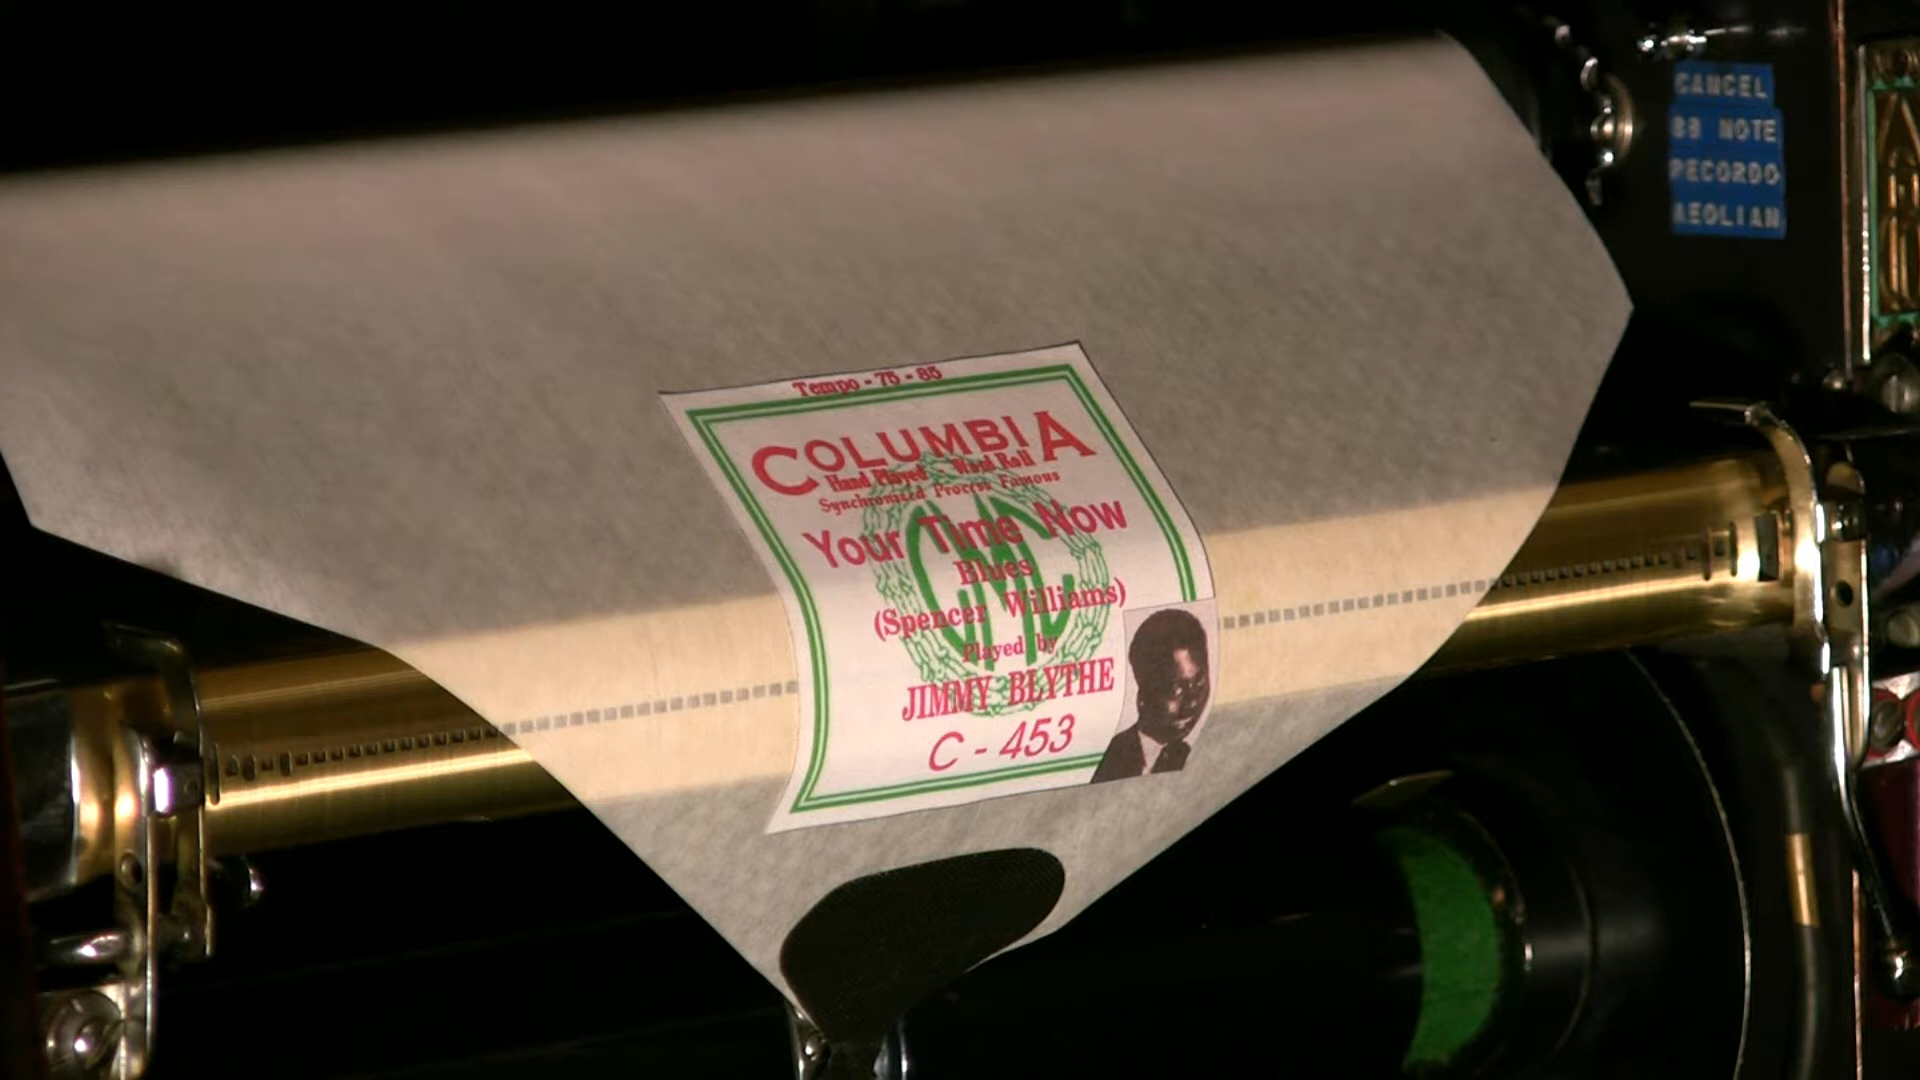 CANCEL
88 NOTE
RECORDO
AEOLIAN
Tempo - 75 - 85
COLUMBIA
Hand Played - Word Roll
Synchronized Process Famous
Your Time Now
Blues
(Spencer Williams)
Played by
JIMMY BLYTHE
C - 453